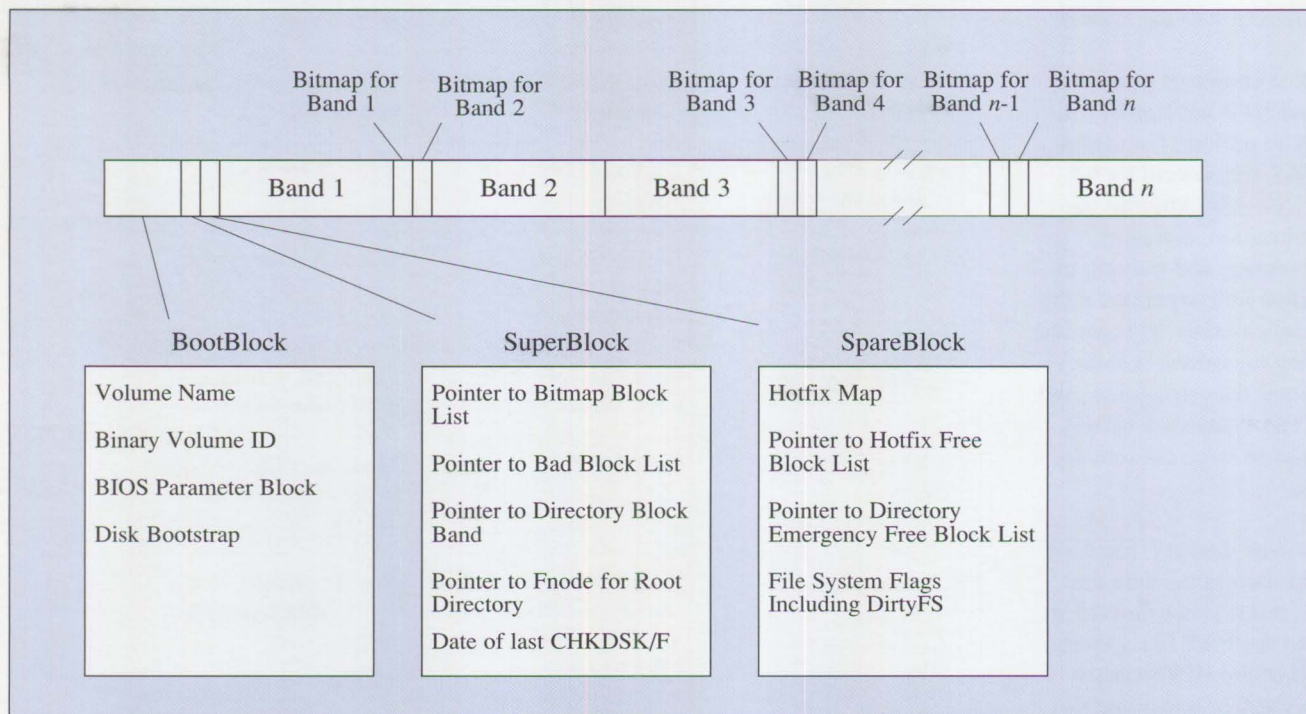 Bitmap for
Band 1
Bitmap for
Band 2
Bitmap for
Band 3
Bitmap for
Band 4
Bitmap for
Band n-1
Bitmap for
Band n
Band 1
Band 2
Band 3
Band n
BootBlock
Volume Name
Binary Volume ID
BIOS Parameter Block
Disk Bootstrap
SuperBlock
Pointer to Bitmap Block
List
Pointer to Bad Block List
Pointer to Directory Block
Band
Pointer to Fnode for Root
Directory
Date of last CHKDSK/F
SpareBlock
Hotfix Map
Pointer to Hotfix Free
Block List
Pointer to Directory
Emergency Free Block List
File System Flags
Including DirtyFS